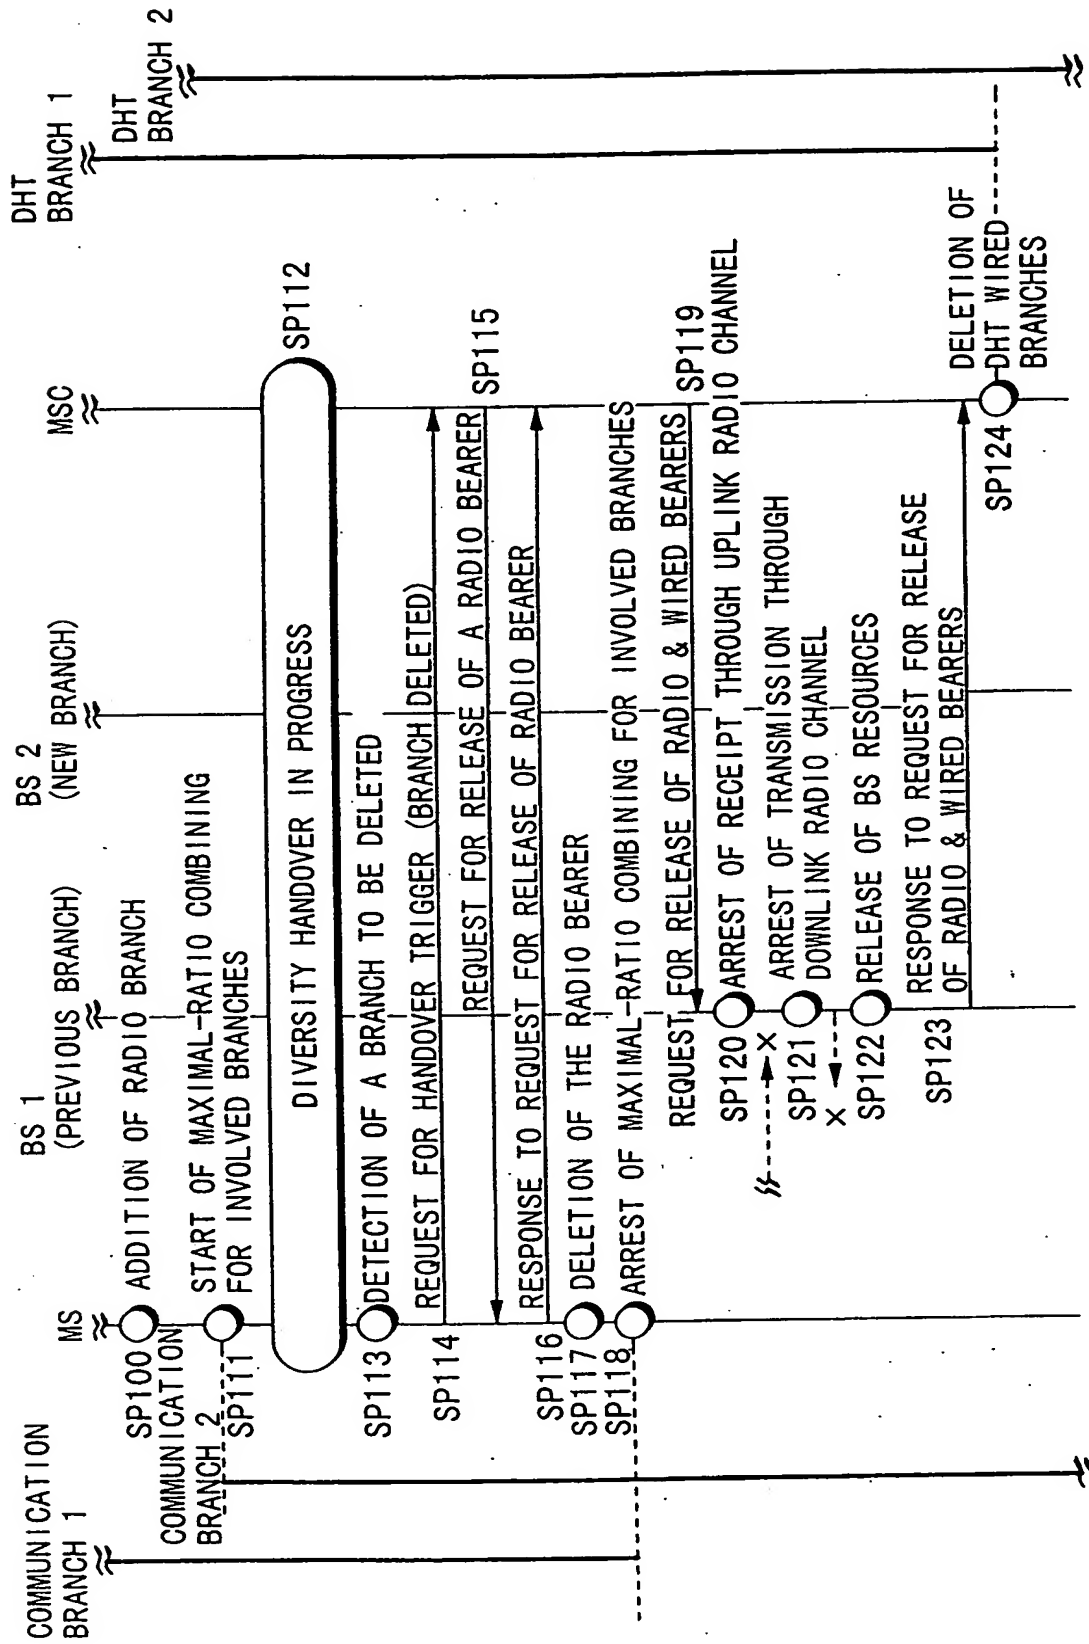 COMMUNICATION
BRANCH 1
MS
BS 1
(PREVIOUS BRANCH)
BS 2
(NEW BRANCH)
MSC
DHT
BRANCH 1
DHT
BRANCH 2
SP100
ADDITION OF RADIO BRANCH
COMMUNICATION
BRANCH 2
SP111
START OF MAXIMAL-RATIO COMBINING
FOR INVOLVED BRANCHES
DIVERSITY HANDOVER IN PROGRESS
SP112
SP113
DETECTION OF A BRANCH TO BE DELETED
SP114
REQUEST FOR HANDOVER TRIGGER (BRANCH DELETED)
REQUEST FOR RELEASE OF A RADIO BEARER
SP115
SP116
RESPONSE TO REQUEST FOR RELEASE OF RADIO BEARER
SP117
DELETION OF THE RADIO BEARER
SP118
ARREST OF MAXIMAL-RATIO COMBINING FOR INVOLVED BRANCHES
REQUEST FOR RELEASE OF RADIO & WIRED BEARERS
SP119
SP120
ARREST OF RECEIPT THROUGH UPLINK RADIO CHANNEL
X
SP121
ARREST OF TRANSMISSION THROUGH
DOWNLINK RADIO CHANNEL
X
SP122
RELEASE OF BS RESOURCES
SP123
RESPONSE TO REQUEST FOR RELEASE
OF RADIO & WIRED BEARERS
SP124
DELETION OF
DHT WIRED
BRANCHES